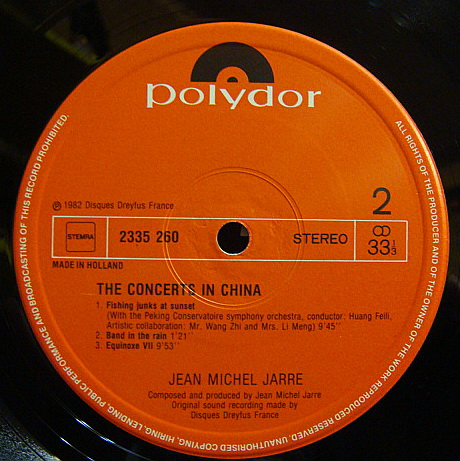 polydor
℗ 1982 Disques Dreyfus France
2
STEMRA
2335 260
STEREO
33 1/3
MADE IN HOLLAND
THE CONCERTS IN CHINA
1. Fishing junks at sunset
(With the Peking Conservatoire symphony orchestra, conductor: Huang Feili,
Artistic collaboration: Mr. Wang Zhi and Mrs. Li Meng) 9'45''
2. Band in the rain 1'21''
3. Equinoxe VII 9'53''
JEAN MICHEL JARRE
Composed and produced by Jean Michel Jarre
Original sound recording made by
Disques Dreyfus France
ALL RIGHTS OF THE PRODUCER AND OF THE OWNER OF THE WORK REPRODUCED RESERVED. UNAUTHORISED COPYING, HIRING, LENDING, PUBLIC PERFORMANCE AND BROADCASTING OF THIS RECORD PROHIBITED.